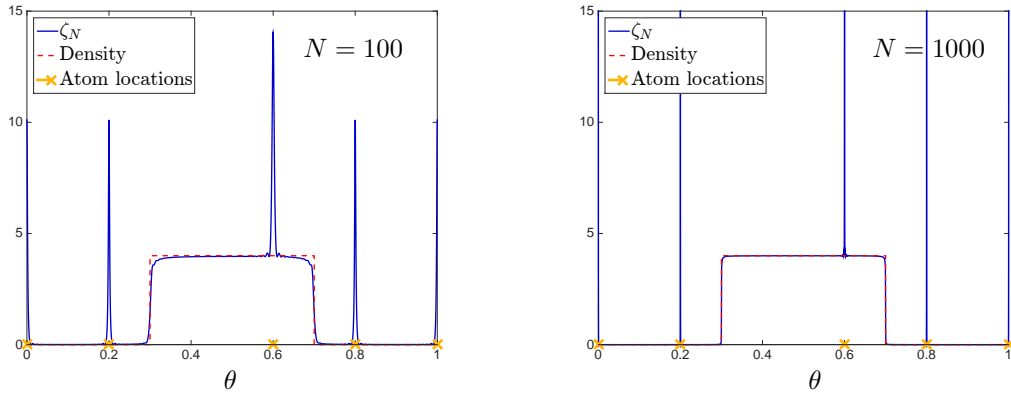 15
10
5
0
0 0.2 0.4 0.6 0.8 1
θ
ζ_N
Density
Atom locations
N = 100
15
10
5
0
0 0.2 0.4 0.6 0.8 1
θ
ζ_N
Density
Atom locations
N = 1000